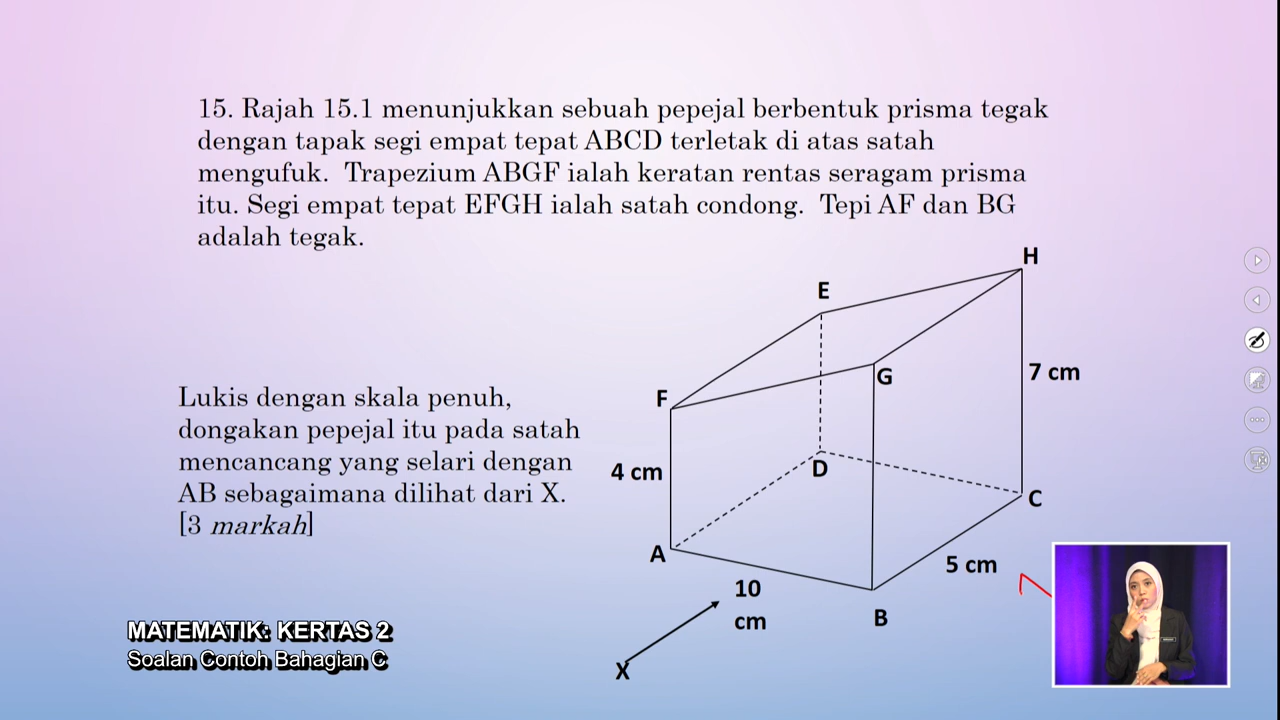 15. Rajah 15.1 menunjukkan sebuah pepejal berbentuk prisma tegak
dengan tapak segi empat tepat ABCD terletak di atas satah
mengufuk. Trapezium ABGF ialah keratan rentas seragam prisma
itu. Segi empat tepat EFGH ialah satah condong. Tepi AF dan BG
adalah tegak.
H
E
G
7 cm
F
Lukis dengan skala penuh,
dongakan pepejal itu pada satah
mencancang yang selari dengan
AB sebagaimana dilihat dari X.
[3 markah]
4 cm
D
C
A
5 cm
10
cm
B
X
MATEMATIK: KERTAS 2
Soalan Contoh Bahagian C